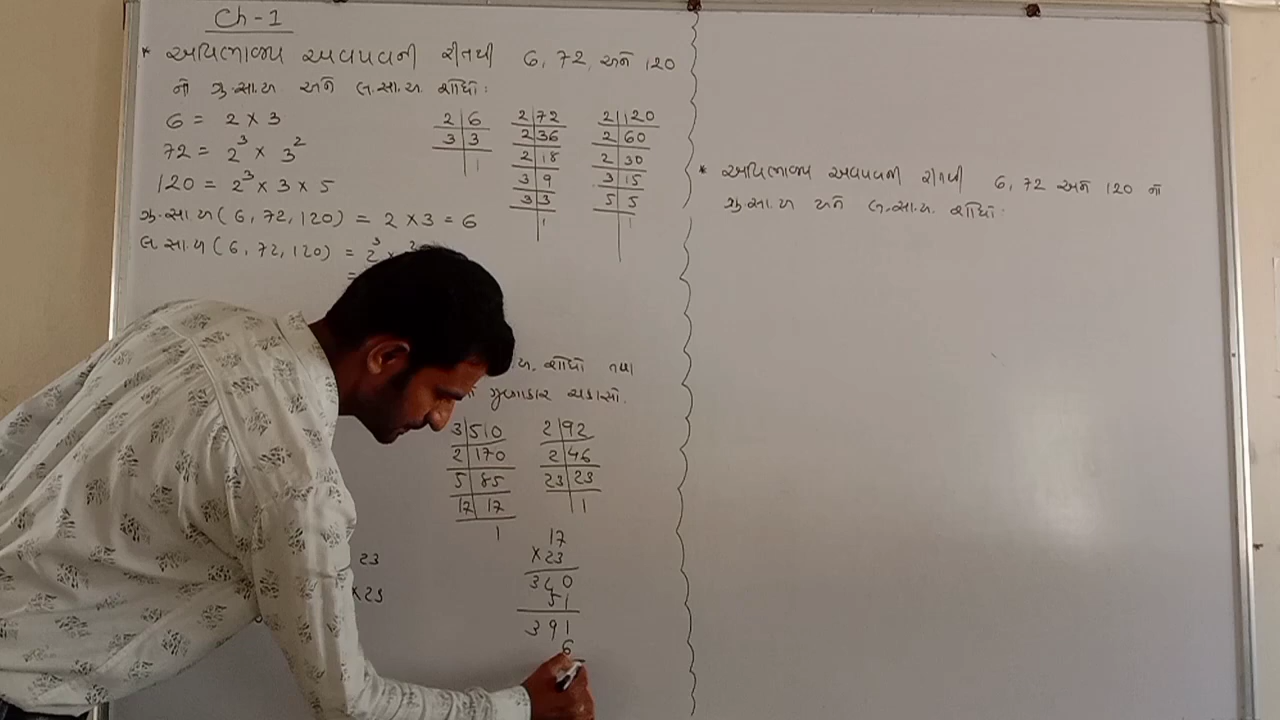 Ch-1
* અવિભાજ્ય અવયવની રીતથી 6, 72, અને 120
નો ગુ.સા.અ. અને લ.સા.અ. શોધો:
6 = 2 × 3
72 = 2³ × 3²
120 = 2³ × 3 × 5
ગુ.સા.અ (6, 72, 120) = 2 × 3 = 6
લ.સા.અ (6, 72, 120) = 2³ ×
=
2 | 6
3 | 3
1
2 | 72
2 | 36
2 | 18
3 | 9
3 | 3
1
2 | 120
2 | 60
2 | 30
3 | 15
5 | 5
1
.અ. શોધો તથા
ગુણાકાર ચકાસો.
3 | 510
2 | 170
5 | 85
17 | 17
1
2 | 92
2 | 46
23 | 23
1
23
×23
17
×23
340
51
391
6
* અવિભાજ્ય અવયવની રીતથી 6, 72 અને 120 નો
ગુ.સા.અ અને લ.સા.અ. શોધો: